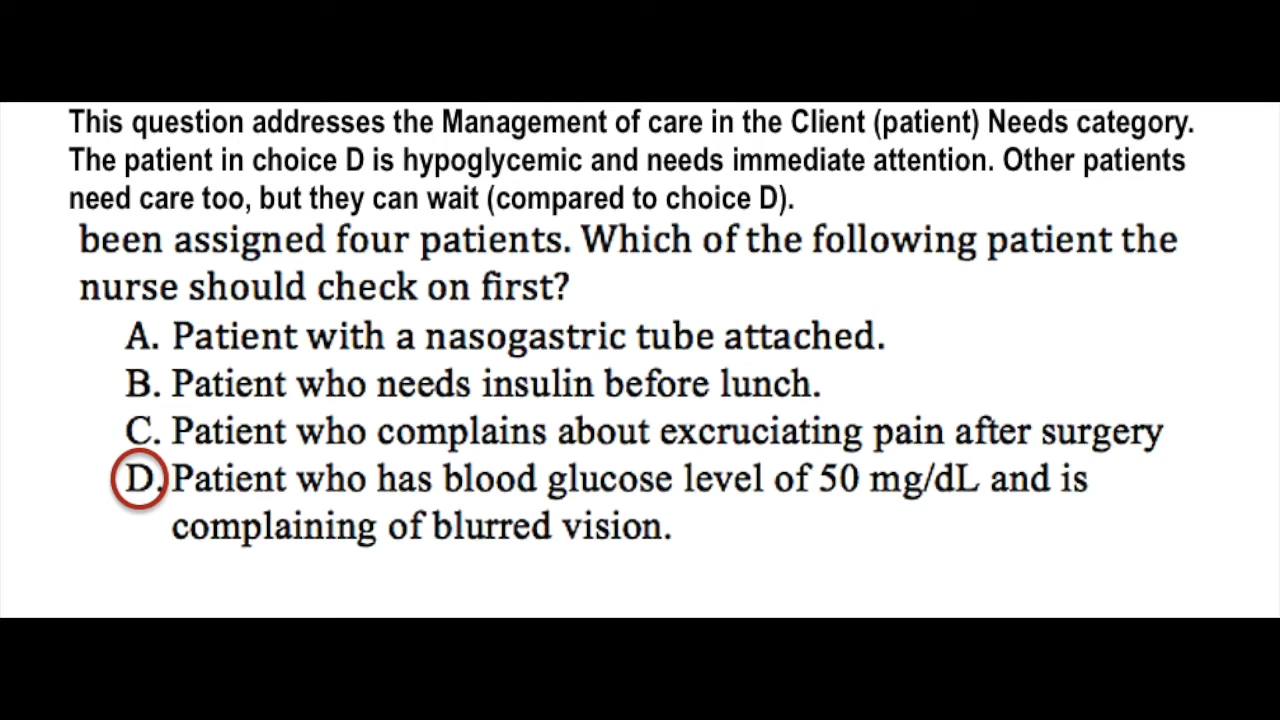 This question addresses the Management of care in the Client (patient) Needs category.
The patient in choice D is hypoglycemic and needs immediate attention. Other patients
need care too, but they can wait (compared to choice D).
been assigned four patients. Which of the following patient the
nurse should check on first?
A. Patient with a nasogastric tube attached.
B. Patient who needs insulin before lunch.
C. Patient who complains about excruciating pain after surgery
D. Patient who has blood glucose level of 50 mg/dL and is
complaining of blurred vision.